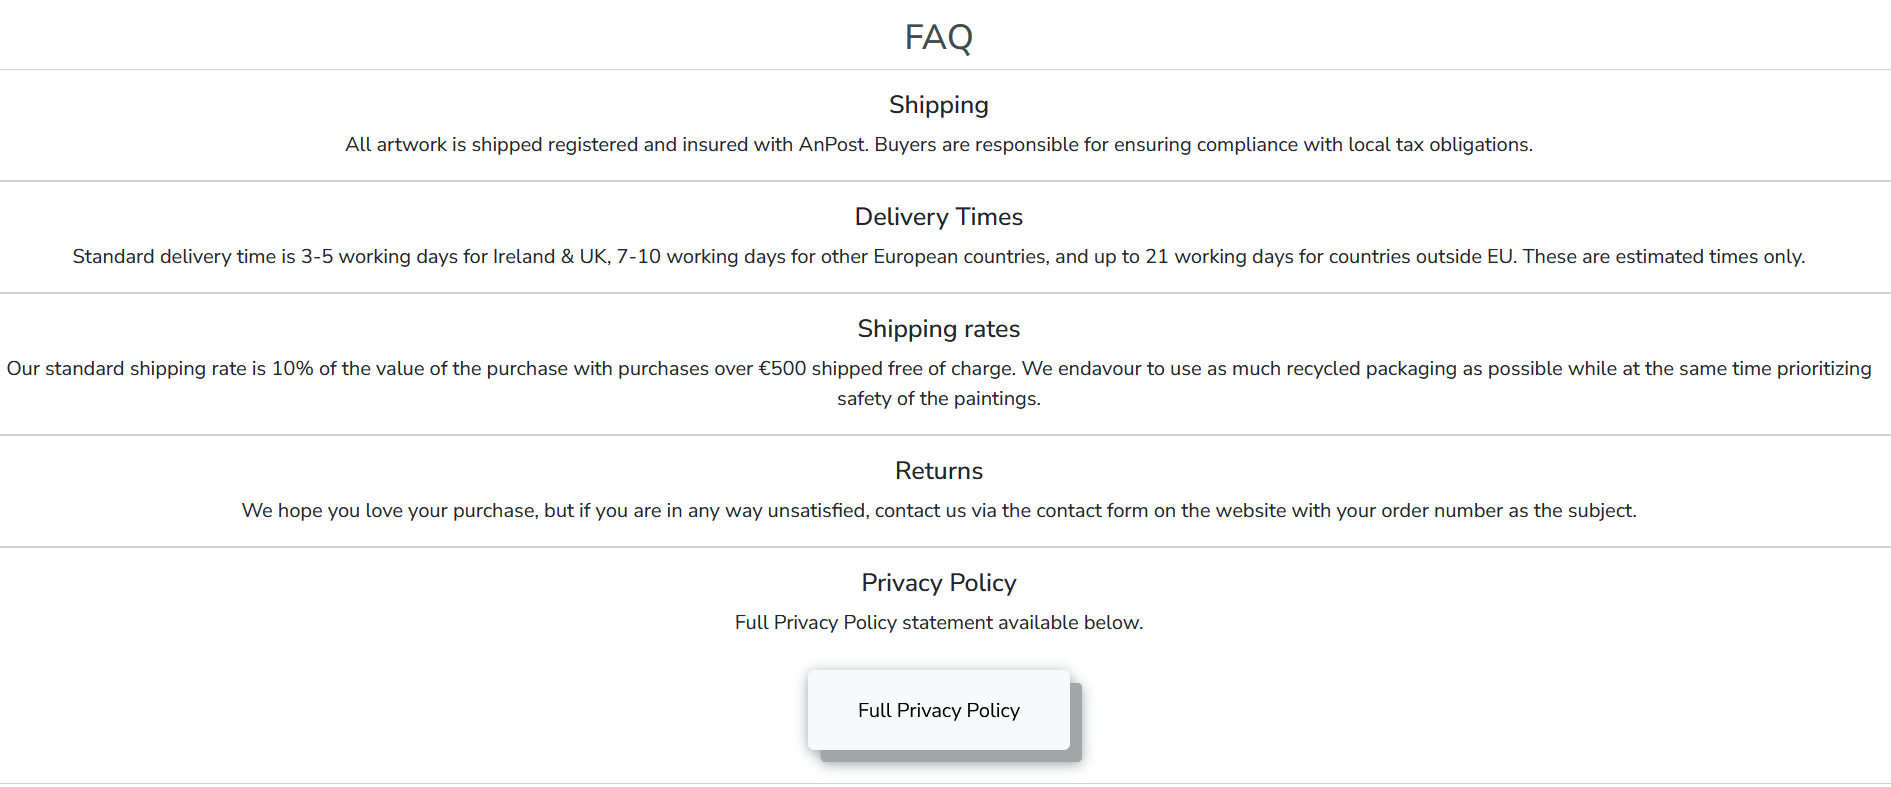 FAQ
Shipping
All artwork is shipped registered and insured with AnPost. Buyers are responsible for ensuring compliance with local tax obligations.
Delivery Times
Standard delivery time is 3-5 working days for Ireland & UK, 7-10 working days for other European countries, and up to 21 working days for countries outside EU. These are estimated times only.
Shipping rates
Our standard shipping rate is 10% of the value of the purchase with purchases over €500 shipped free of charge. We endavour to use as much recycled packaging as possible while at the same time prioritizing
safety of the paintings.
Returns
We hope you love your purchase, but if you are in any way unsatisfied, contact us via the contact form on the website with your order number as the subject.
Privacy Policy
Full Privacy Policy statement available below.
Full Privacy Policy